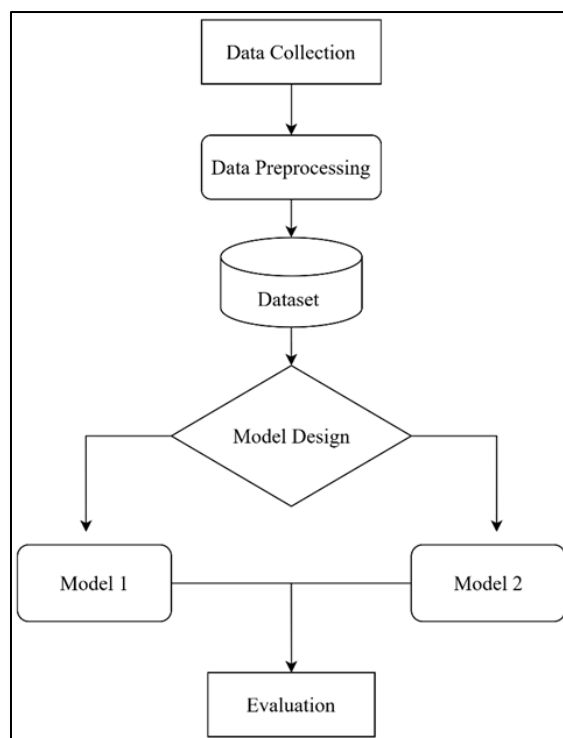 Data Collection
Data Preprocessing
Dataset
Model Design
Model 1
Model 2
Evaluation